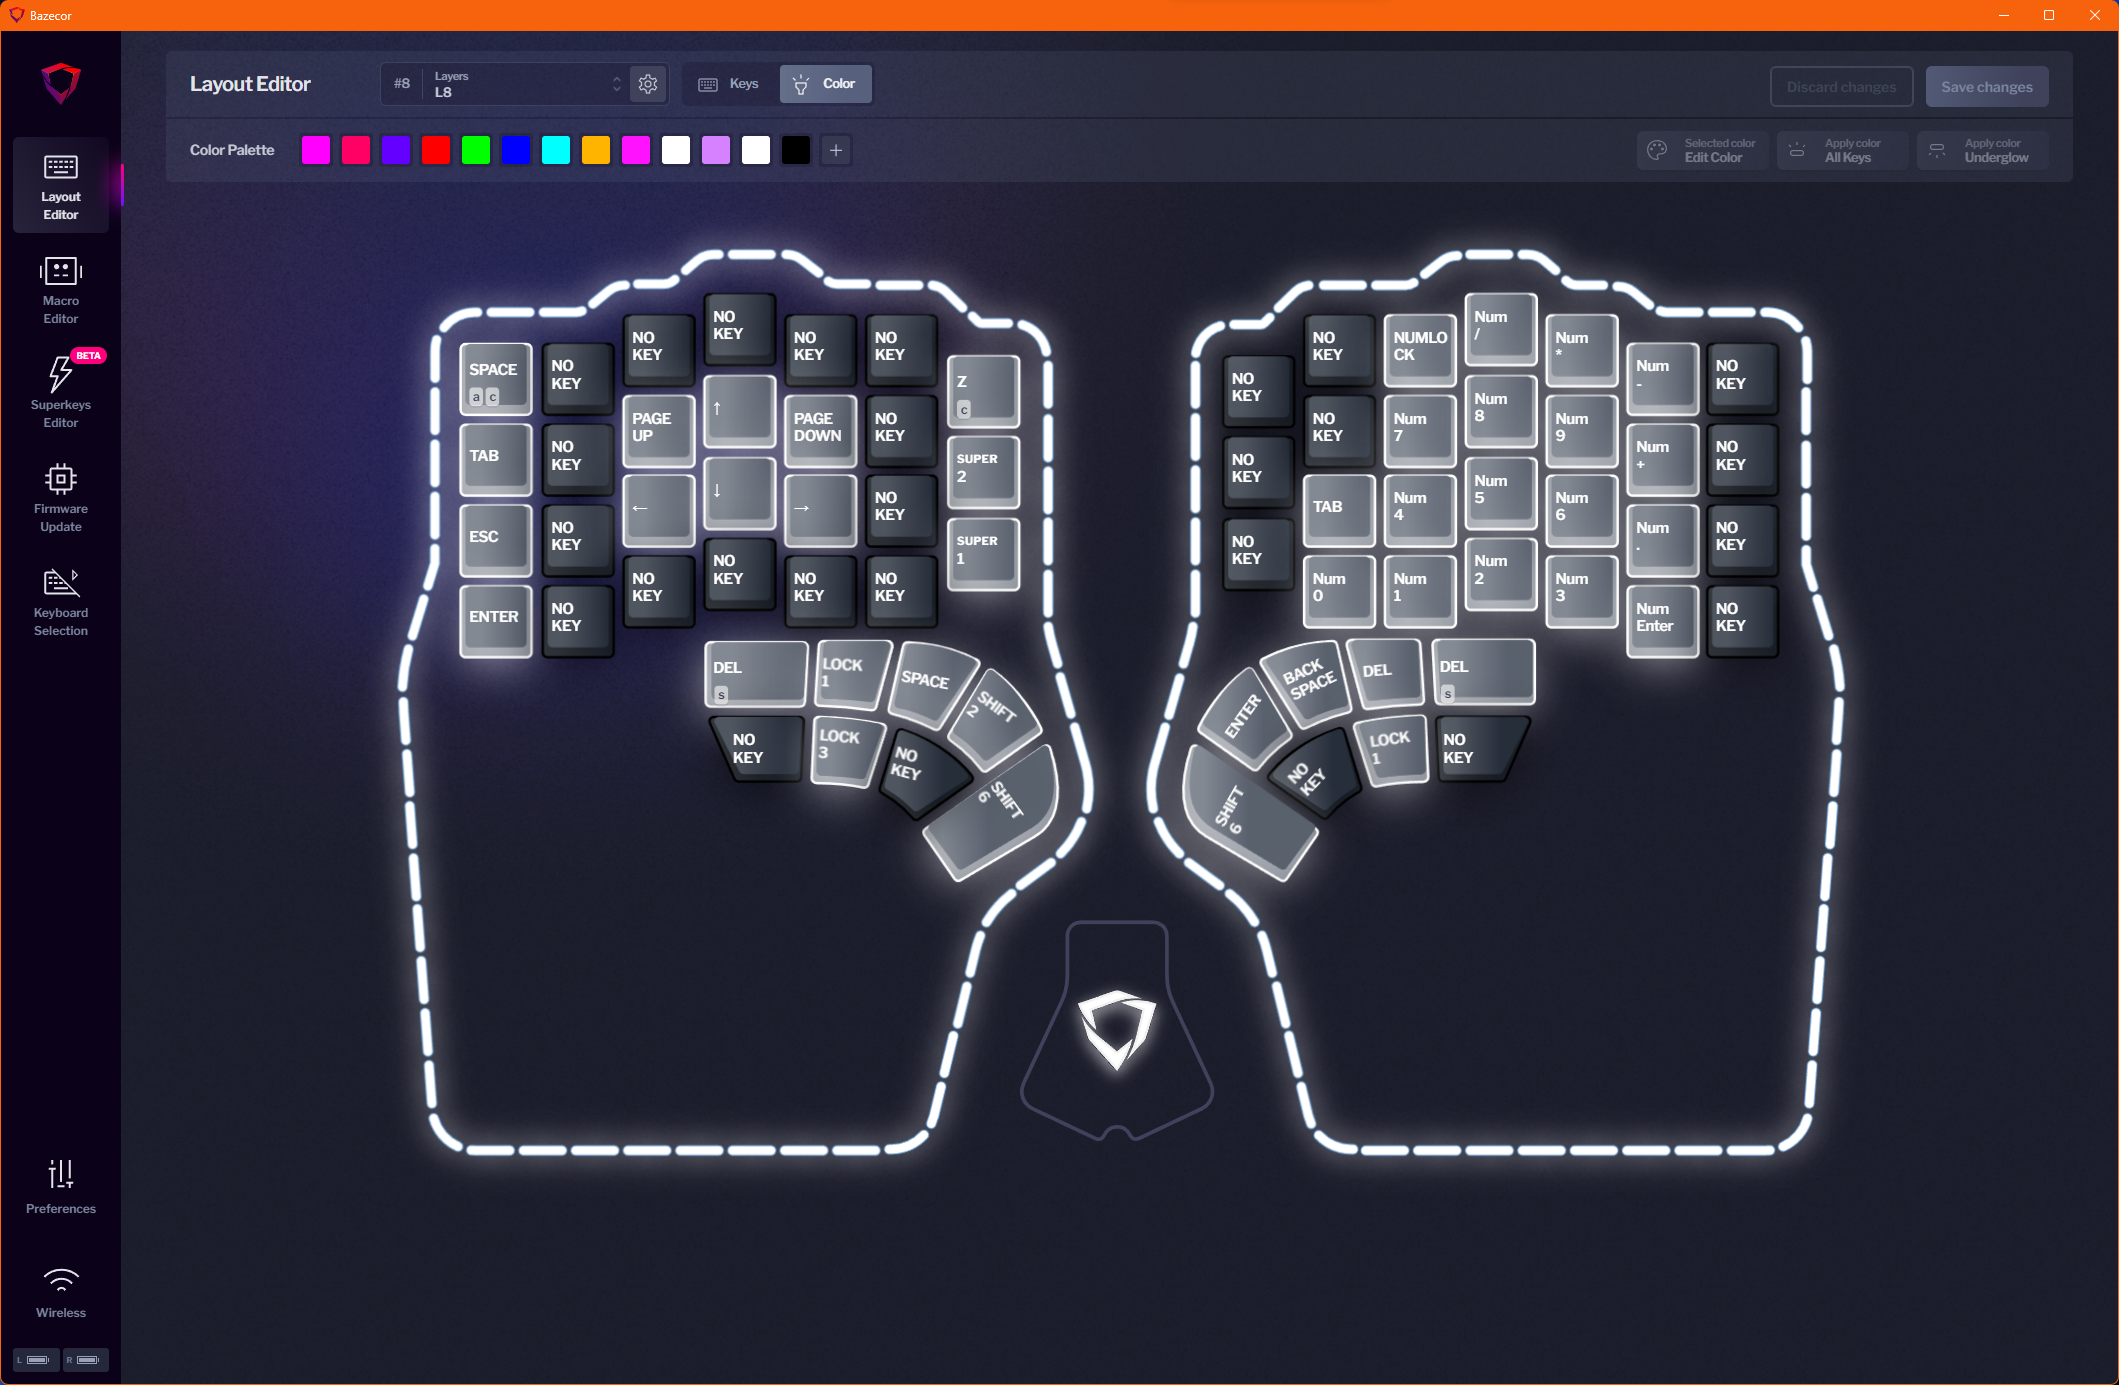 Bazecor
Layout Editor
#8
Layers
L8
Keys
Color
Discard changes
Save changes
Color Palette
+
Selected color
Edit Color
Apply color
All Keys
Apply color
Underglow
Layout
Editor
Macro
Editor
BETA
Superkeys
Editor
Firmware
Update
Keyboard
Selection
Preferences
Wireless
L
R
SPACE
a c
NO
KEY
NO
KEY
NO
KEY
NO
KEY
NO
KEY
Z
c
TAB
NO
KEY
PAGE
UP
↑
PAGE
DOWN
NO
KEY
SUPER
2
ESC
NO
KEY
←
↓
→
NO
KEY
SUPER
1
ENTER
NO
KEY
NO
KEY
NO
KEY
NO
KEY
NO
KEY
DEL
s
LOCK
1
SPACE
SHIFT
2
NO
KEY
LOCK
3
NO
KEY
SHIFT
6
NO
KEY
NO
KEY
NUMLO
CK
Num
/
Num
*
Num
-
NO
KEY
NO
KEY
NO
KEY
Num
7
Num
8
Num
9
Num
+
NO
KEY
NO
KEY
TAB
Num
4
Num
5
Num
6
Num
.
NO
KEY
Num
0
Num
1
Num
2
Num
3
Num
Enter
NO
KEY
ENTER
BACK
SPACE
DEL
DEL
s
SHIFT
6
NO
KEY
LOCK
1
NO
KEY